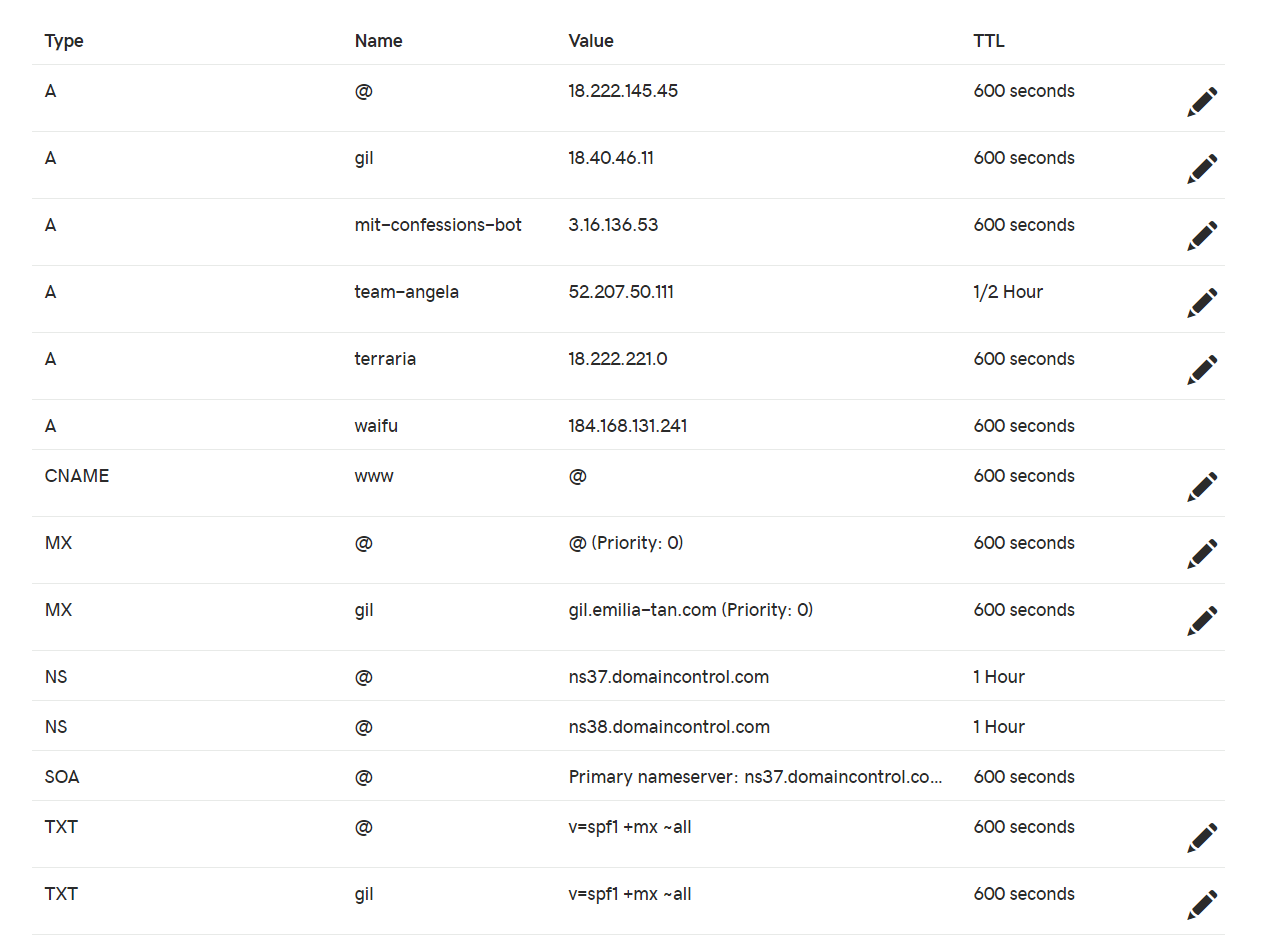 Type Name Value TTL
A @ 18.222.145.45 600 seconds
A gil 18.40.46.11 600 seconds
A mit-confessions-bot 3.16.136.53 600 seconds
A team-angela 52.207.50.111 1/2 Hour
A terraria 18.222.221.0 600 seconds
A waifu 184.168.131.241 600 seconds
CNAME www @ 600 seconds
MX @ @ (Priority: 0) 600 seconds
MX gil gil.emilia-tan.com (Priority: 0) 600 seconds
NS @ ns37.domaincontrol.com 1 Hour
NS @ ns38.domaincontrol.com 1 Hour
SOA @ Primary nameserver: ns37.domaincontrol.co... 600 seconds
TXT @ v=spf1 +mx ~all 600 seconds
TXT gil v=spf1 +mx ~all 600 seconds